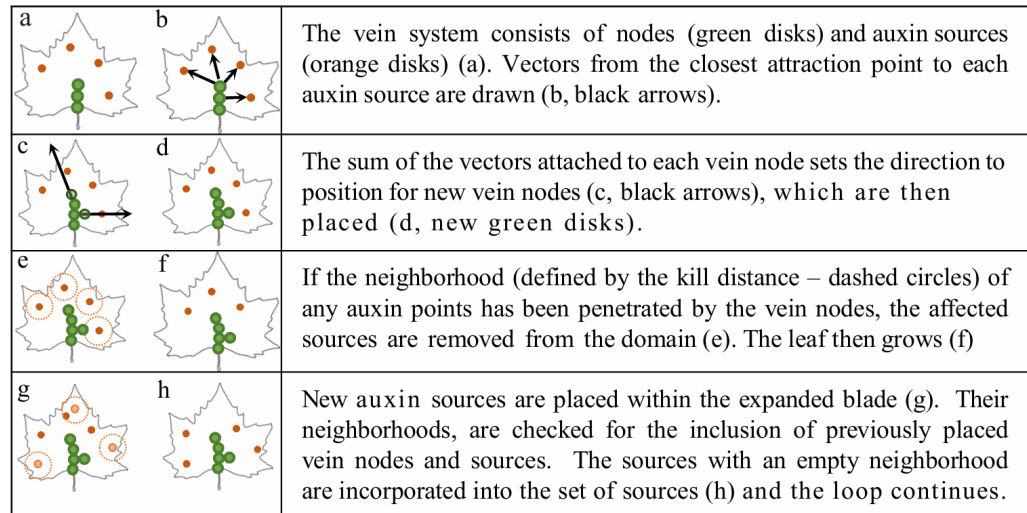 a
b
The vein system consists of nodes (green disks) and auxin sources
(orange disks) (a). Vectors from the closest attraction point to each
auxin source are drawn (b, black arrows).
c
d
The sum of the vectors attached to each vein node sets the direction to
position for new vein nodes (c, black arrows), which are then
placed (d, new green disks).
e
f
If the neighborhood (defined by the kill distance – dashed circles) of
any auxin points has been penetrated by the vein nodes, the affected
sources are removed from the domain (e). The leaf then grows (f)
g
h
New auxin sources are placed within the expanded blade (g). Their
neighborhoods, are checked for the inclusion of previously placed
vein nodes and sources. The sources with an empty neighborhood
are incorporated into the set of sources (h) and the loop continues.